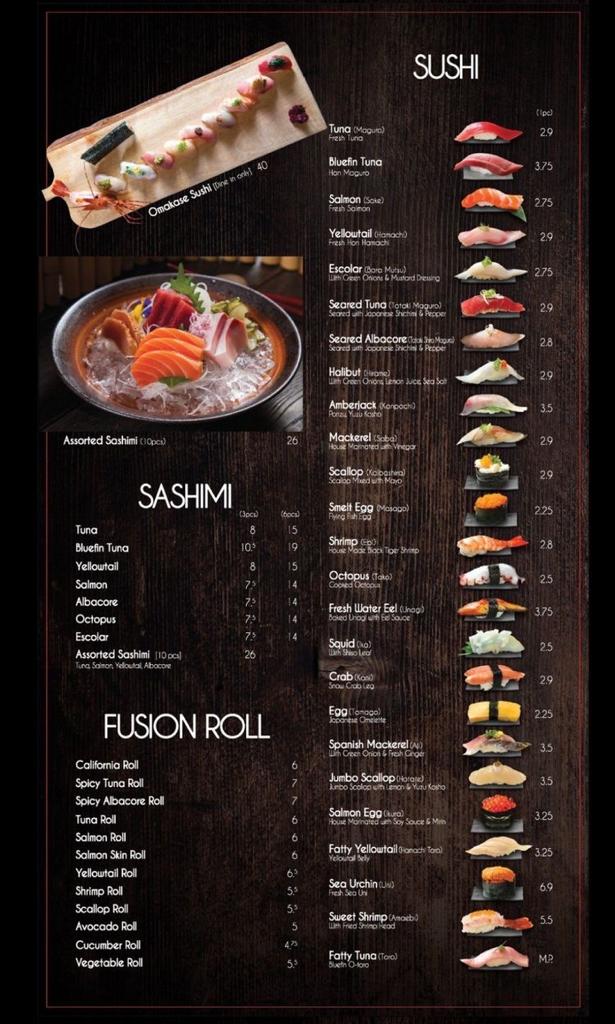 Omakase Sushi (Dine in only) 40
Assorted Sashimi (10pcs) 26
SASHIMI
(3pcs) (6pcs)
Tuna 8 15
Bluefin Tuna 10.5 19
Yellowtail 8 15
Salmon 7.5 14
Albacore 7.5 14
Octopus 7.5 14
Escolar 7.5 14
Assorted Sashimi [10 pcs] 26
Tuna, Salmon, Yellowtail, Albacore
FUSION ROLL
California Roll 6
Spicy Tuna Roll 7
Spicy Albacore Roll 7
Tuna Roll 6
Salmon Roll 6
Salmon Skin Roll 6
Yellowtail Roll 6.5
Shrimp Roll 5.5
Scallop Roll 5.5
Avocado Roll 5
Cucumber Roll 4.75
Vegetable Roll 5.5
SUSHI
(1pc)
Tuna (Maguro) 2.9
Fresh Tuna
Bluefin Tuna 3.75
Hon Maguro
Salmon (Sake) 2.75
Fresh Salmon
Yellowtail (Hamachi) 2.9
Fresh Hon Hamachi
Escolar (Bara Mutsu) 2.75
With Green Onions & Mustard Dressing
Seared Tuna (Tataki Maguro) 2.9
Seared with Japanese Shichimi & Pepper
Seared Albacore (Tataki Shiro Maguro) 2.8
Seared with Japanese Shichimi & Pepper
Halibut (Hirame) 2.9
With Green Onions, Lemon Juice, Sea Salt
Amberjack (Kanpachi) 3.5
Ponzu, Yuzu Kosho
Mackerel (Saba) 2.9
House Marinated with Vinegar
Scallop (Kaibashira) 2.9
Scallop Mixed with Mayo
Smelt Egg (Masago) 2.25
Flying Fish Egg
Shrimp (Ebi) 2.8
House Made Black Tiger Shrimp
Octopus (Tako) 2.5
Cooked Octopus
Fresh Water Eel (Unagi) 3.75
Baked Unagi with Eel Sauce
Squid (Ika) 2.5
With Shiso Leaf
Crab (Kani) 2.9
Snow Crab Leg
Egg (Tamago) 2.25
Japanese Omelette
Spanish Mackerel (Aji) 3.5
With Green Onion & Fresh Ginger
Jumbo Scallop (Hotate) 3.5
Jumbo Scallop with Lemon & Yuzu Kosho
Salmon Egg (Ikura) 3.25
House Marinated with Soy Sauce & Mirin
Fatty Yellowtail (Hamachi Toro) 3.25
Yellowtail Belly
Sea Urchin (Uni) 6.9
Fresh Sea Uni
Sweet Shrimp (Amaebi) 5.5
With Fried Shrimp Head
Fatty Tuna (Toro) M.P.
Bluefin O-toro